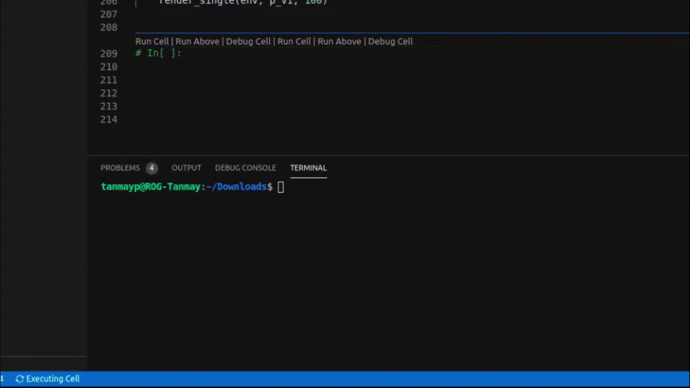 206 render_single(env, p_vi, 100)
207
208
Run Cell | Run Above | Debug Cell | Run Cell | Run Above | Debug Cell
209 # In[ ]:
210
211
212
213
214
PROBLEMS 4 OUTPUT DEBUG CONSOLE TERMINAL
tanmayp@ROG-Tanmay:~/Downloads$
4 Executing Cell